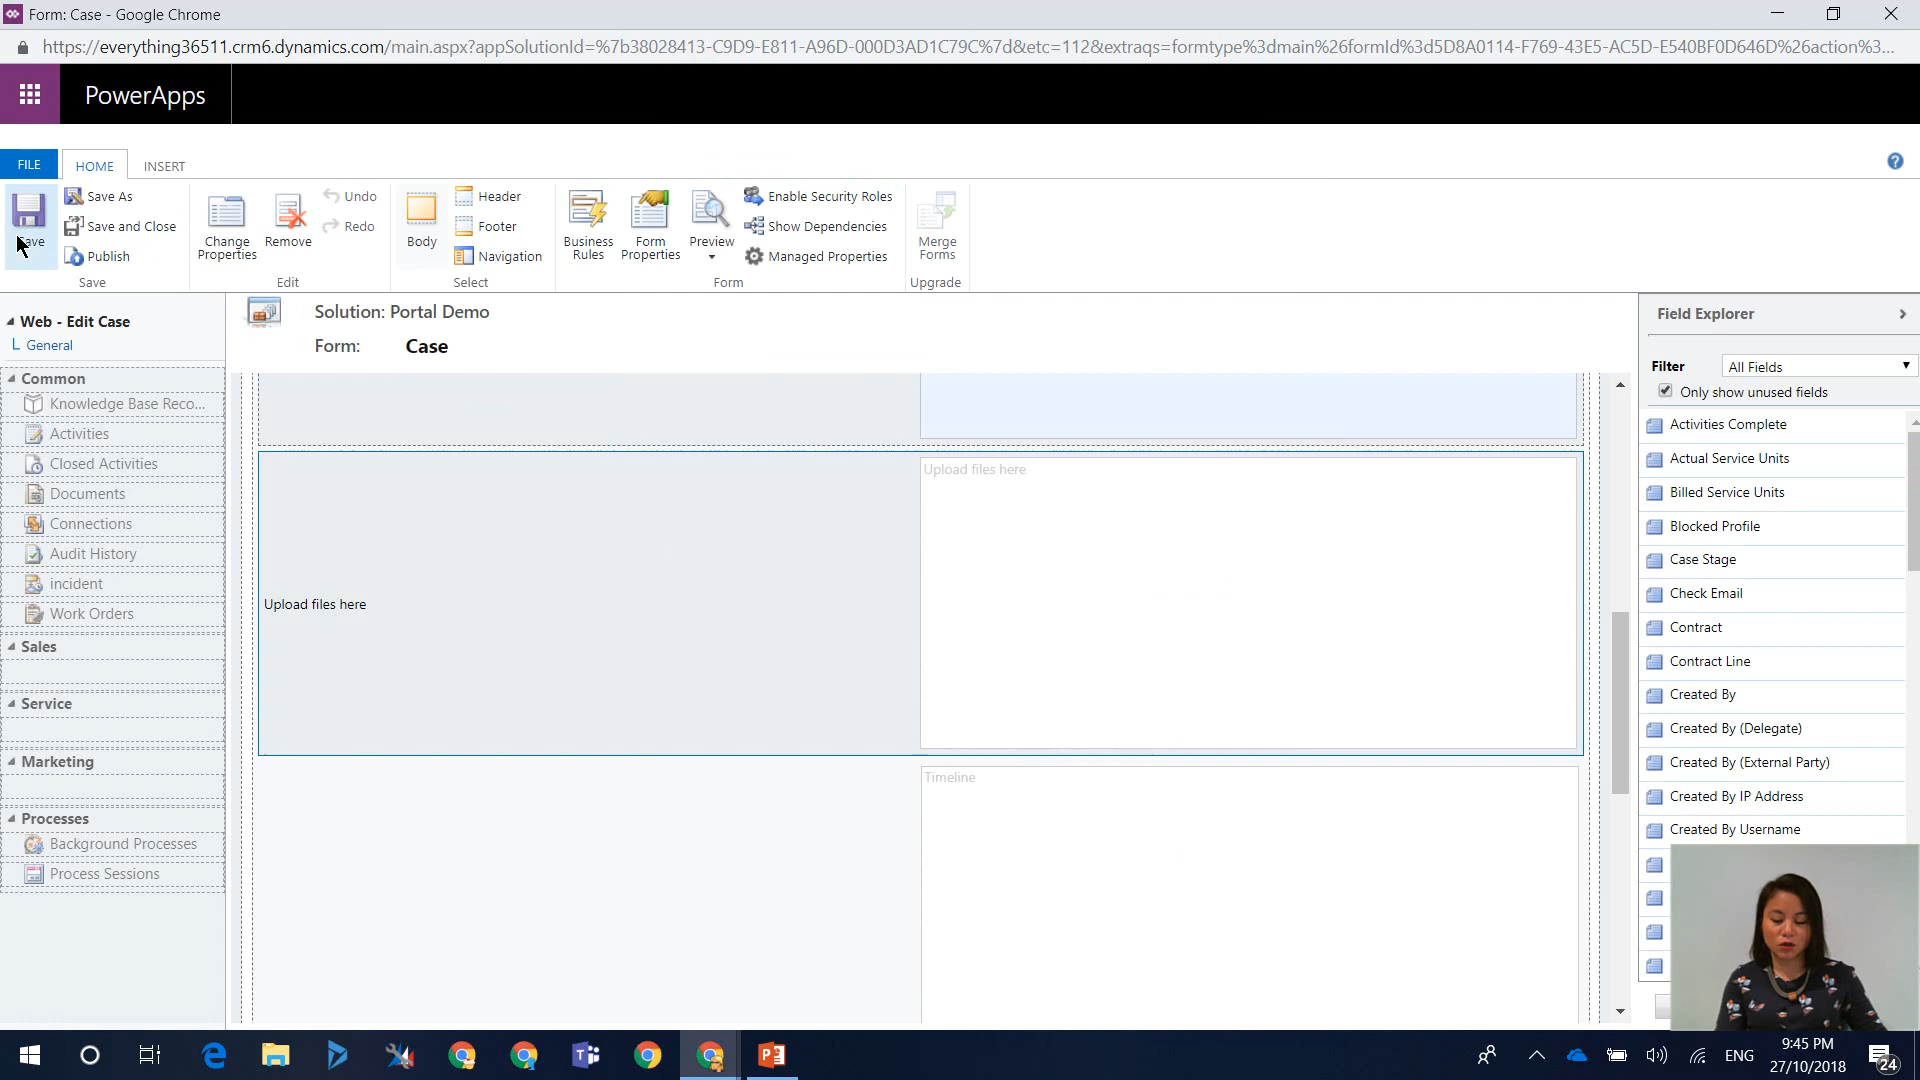 Form: Case - Google Chrome
https://everything36511.crm6.dynamics.com/main.aspx?appSolutionId=%7b38028413-C9D9-E811-A96D-000D3AD1C79C%7d&etc=112&extraqs=formtype%3dmain%26formId%3d5D8A0114-F769-43E5-AC5D-E540BF0D646D%26action%3...
PowerApps
FILE HOME INSERT
Save
Save As
Save and Close
Publish
Save
Change Properties
Remove
Undo
Redo
Edit
Body
Header
Footer
Navigation
Select
Business Rules
Form Properties
Preview
Enable Security Roles
Show Dependencies
Managed Properties
Form
Merge Forms
Upgrade
Web - Edit Case
General
Common
Knowledge Base Reco...
Activities
Closed Activities
Documents
Connections
Audit History
incident
Work Orders
Sales
Service
Marketing
Processes
Background Processes
Process Sessions
Solution: Portal Demo
Form: Case
Upload files here
Upload files here
Timeline
Field Explorer
Filter All Fields
Only show unused fields
Activities Complete
Actual Service Units
Billed Service Units
Blocked Profile
Case Stage
Check Email
Contract
Contract Line
Created By
Created By (Delegate)
Created By (External Party)
Created By IP Address
Created By Username
ENG
9:45 PM
27/10/2018
24